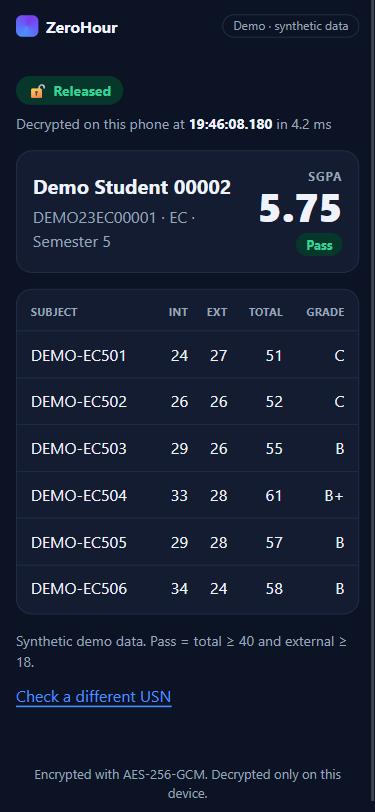 ZeroHour
Demo · synthetic data
🔓 Released
Decrypted on this phone at 19:46:08.180 in 4.2 ms
SGPA
Demo Student 00002
5.75
DEMO23EC00001 · EC ·
Semester 5
Pass
SUBJECT INT EXT TOTAL GRADE
DEMO-EC501 24 27 51 C
DEMO-EC502 26 26 52 C
DEMO-EC503 29 26 55 B
DEMO-EC504 33 28 61 B+
DEMO-EC505 29 28 57 B
DEMO-EC506 34 24 58 B
Synthetic demo data. Pass = total ≥ 40 and external ≥
18.
Check a different USN
Encrypted with AES-256-GCM. Decrypted only on this
device.